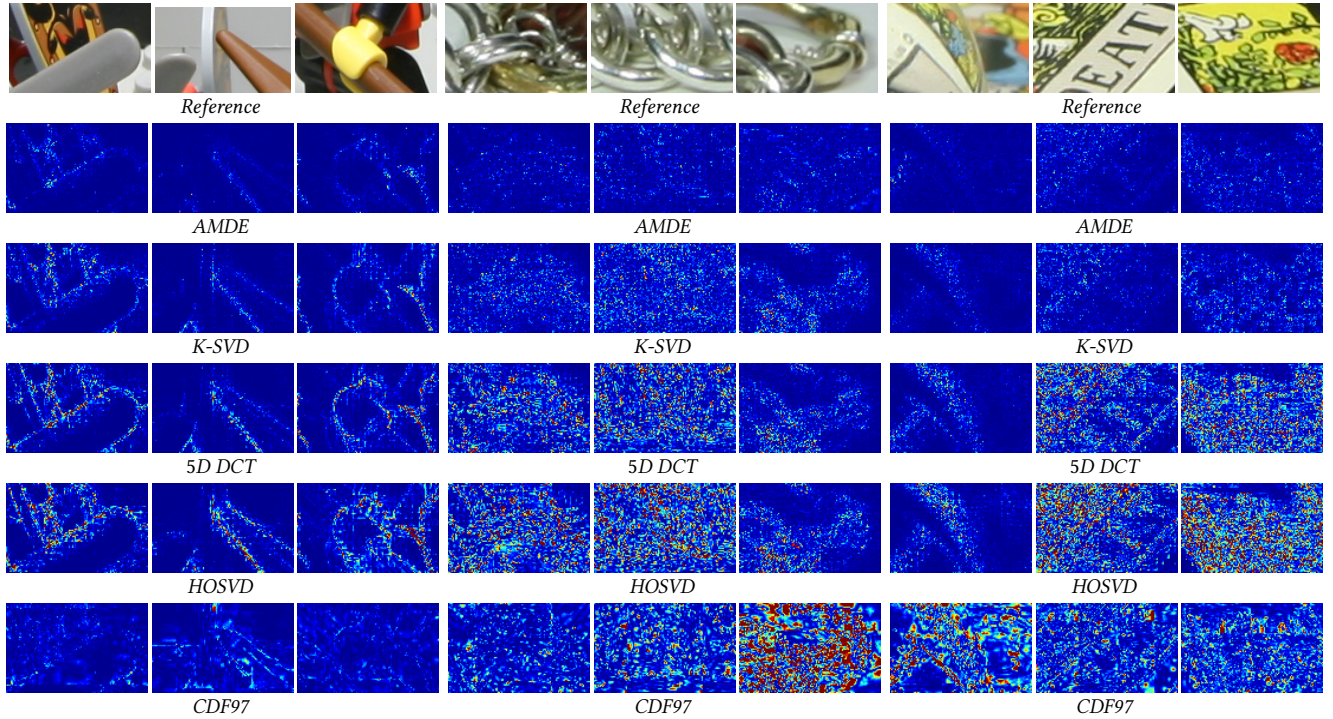 DEATH
Reference Reference Reference
AMDE AMDE AMDE
K-SVD K-SVD K-SVD
5D DCT 5D DCT 5D DCT
HOSVD HOSVD HOSVD
CDF97 CDF97 CDF97